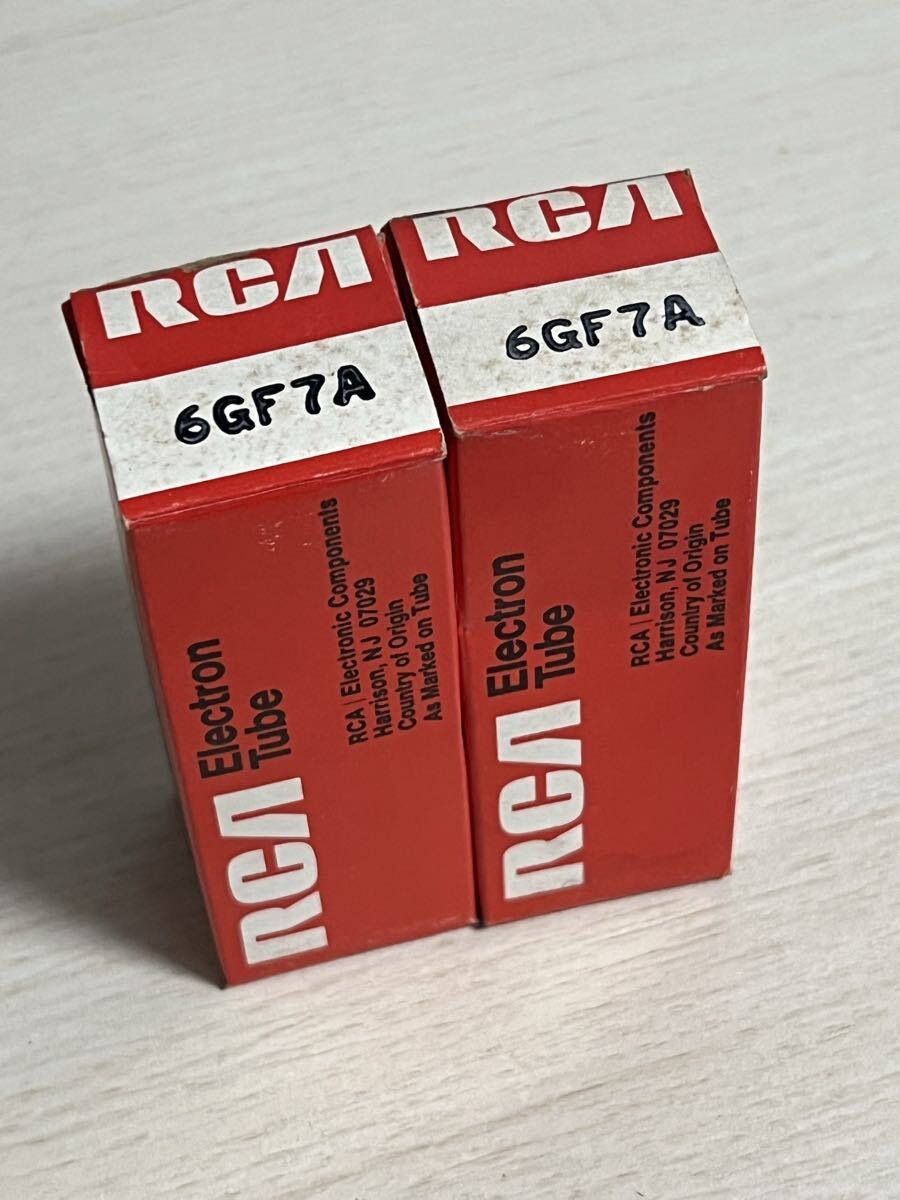 RCA
6GF7A
RCA Electron
Tube
RCA | Electronic Components
Harrison, NJ 07029
Country of Origin
As Marked on Tube
RCA
6GF7A
RCA Electron
Tube
RCA | Electronic Components
Harrison, NJ 07029
Country of Origin
As Marked on Tube